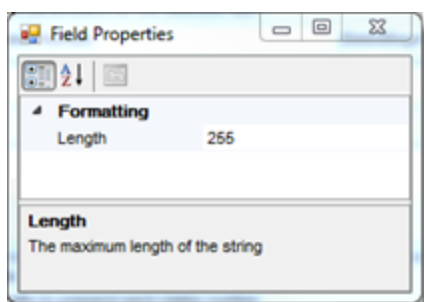 Field Properties
Formatting
Length 255
Length
The maximum length of the string